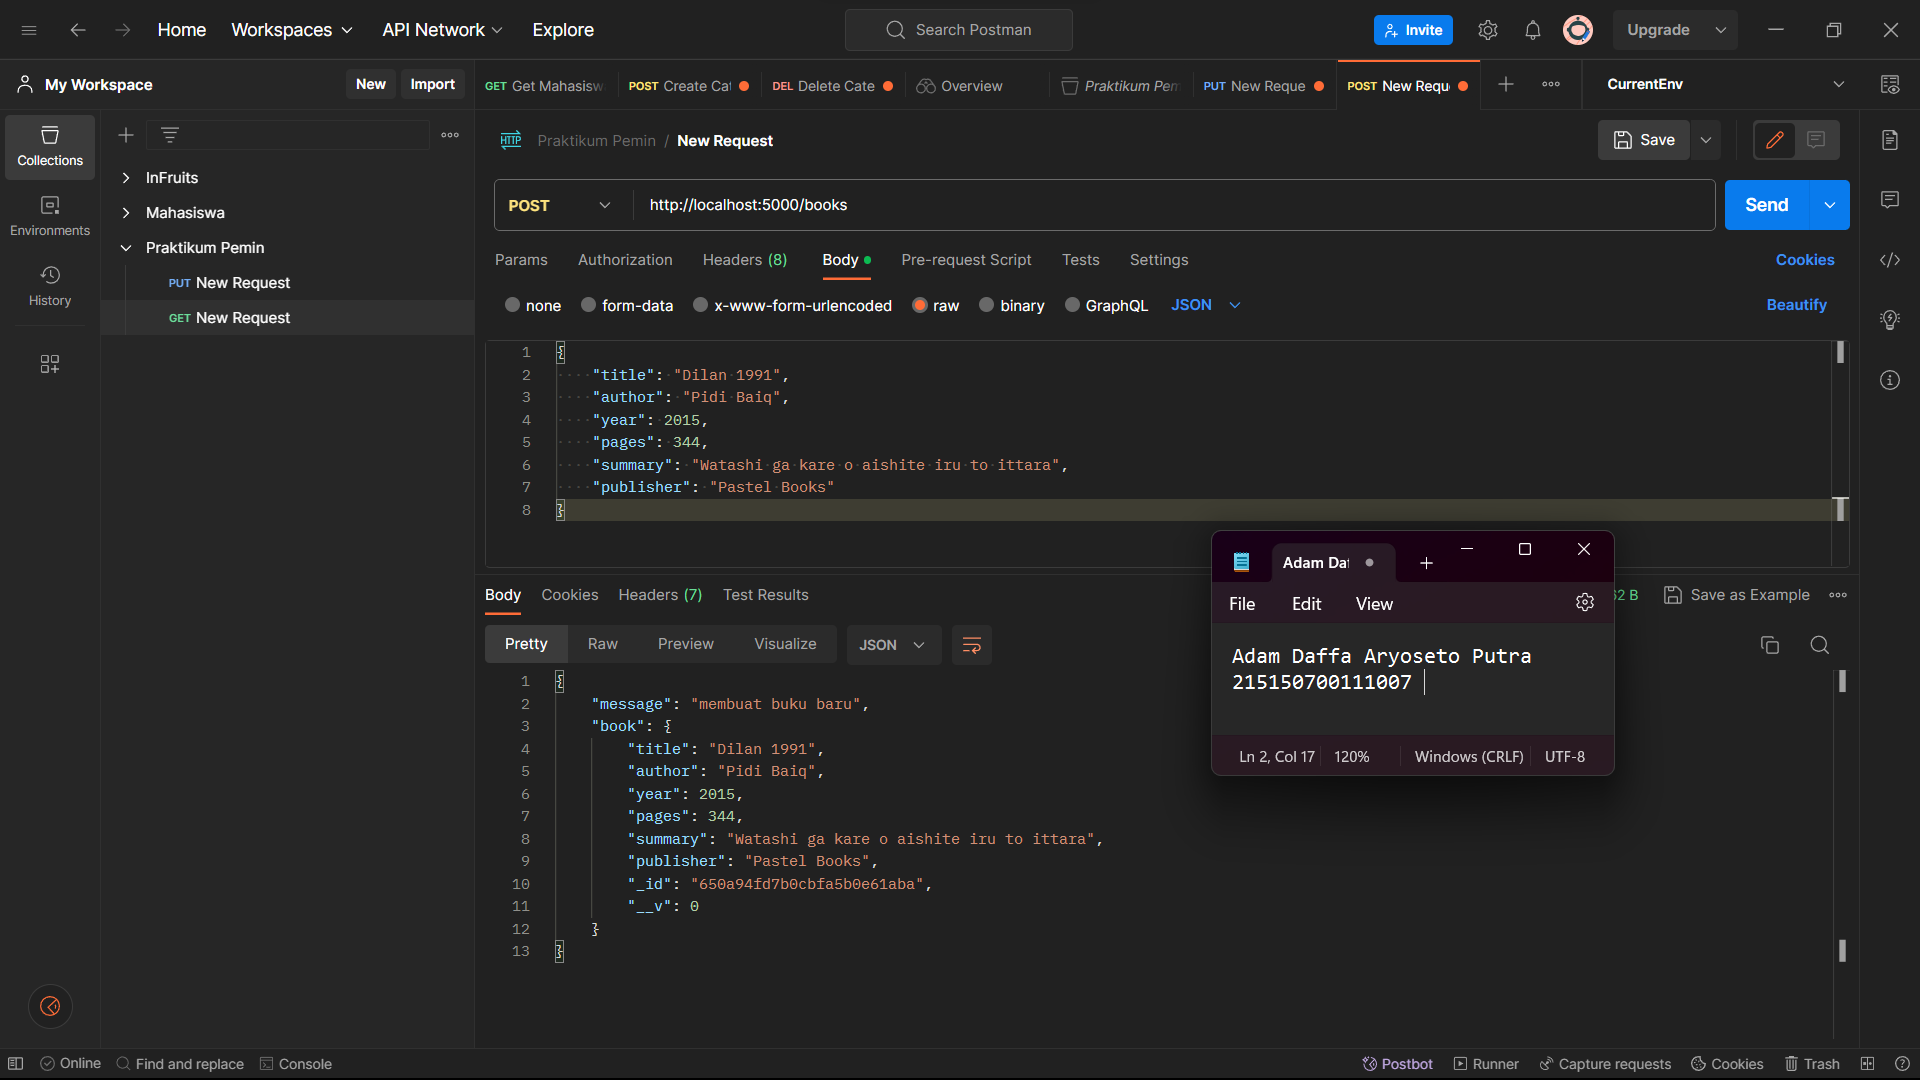 Home Workspaces API Network Explore Search Postman Invite Upgrade
My Workspace New Import
GET Get Mahasisw POST Create Cat DEL Delete Cate Overview Praktikum Pem PUT New Reque POST New Requ CurrentEnv
Collections
Environments
History
InFruits
Mahasiswa
Praktikum Pemin
PUT New Request
GET New Request
HTTP Praktikum Pemin / New Request Save
POST http://localhost:5000/books Send
Params Authorization Headers (8) Body Pre-request Script Tests Settings Cookies
none form-data x-www-form-urlencoded raw binary GraphQL JSON Beautify
1 {
2 "title": "Dilan 1991",
3 "author": "Pidi Baiq",
4 "year": 2015,
5 "pages": 344,
6 "summary": "Watashi ga kare o aishite iru to ittara",
7 "publisher": "Pastel Books"
8 }
Body Cookies Headers (7) Test Results 2 B Save as Example
Pretty Raw Preview Visualize JSON
1 {
2 "message": "membuat buku baru",
3 "book": {
4 "title": "Dilan 1991",
5 "author": "Pidi Baiq",
6 "year": 2015,
7 "pages": 344,
8 "summary": "Watashi ga kare o aishite iru to ittara",
9 "publisher": "Pastel Books",
10 "_id": "650a94fd7b0cbfa5b0e61aba",
11 "__v": 0
12 }
13 }
Adam Da
File Edit View
Adam Daffa Aryoseto Putra
215150700111007
Ln 2, Col 17 120% Windows (CRLF) UTF-8
Online Find and replace Console Postbot Runner Capture requests Cookies Trash